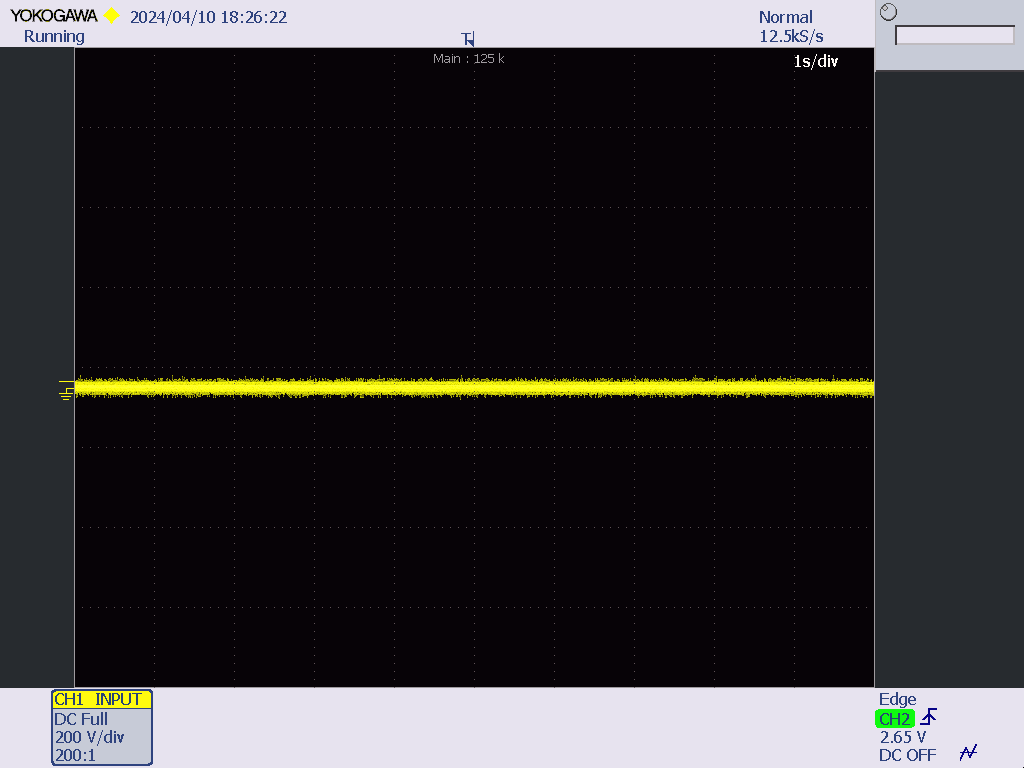 YOKOGAWA 2024/04/10 18:26:22 Normal
Running 12.5kS/s
T
Main : 125 k 1s/div
CH1 INPUT
DC Full
200 V/div
200:1
Edge
CH2
2.65 V
DC OFF